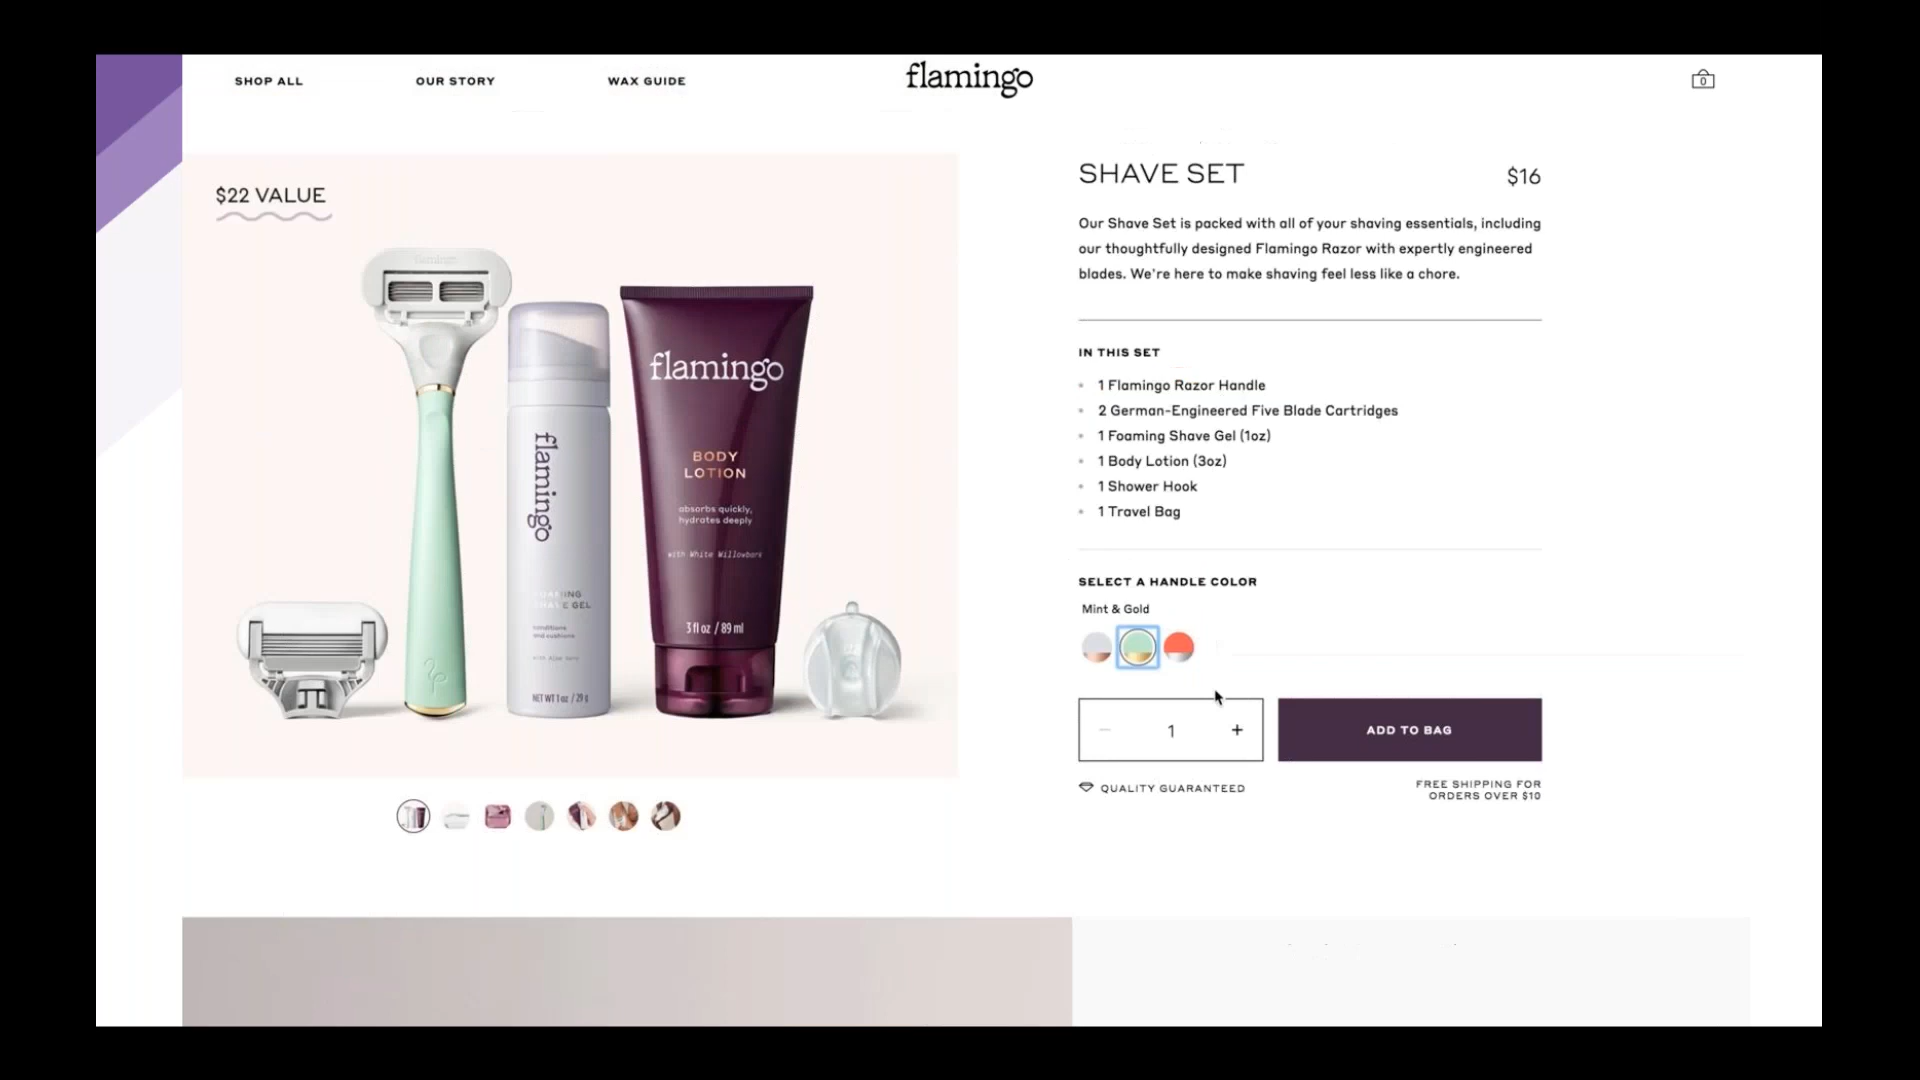 SHOP ALL
OUR STORY
WAX GUIDE
flamingo
0
$22 VALUE
flamingo
flamingo
BODY
LOTION
absorbs quickly,
hydrates deeply
with White Willowbark
3 fl oz / 89 ml
flamingo
SHAVE GEL
conditions
and cushions
with Aloe Vera
NET WT 1 oz / 29 g
SHAVE SET
$16
Our Shave Set is packed with all of your shaving essentials, including
our thoughtfully designed Flamingo Razor with expertly engineered
blades. We're here to make shaving feel less like a chore.
IN THIS SET
1 Flamingo Razor Handle
2 German-Engineered Five Blade Cartridges
1 Foaming Shave Gel (1oz)
1 Body Lotion (3oz)
1 Shower Hook
1 Travel Bag
SELECT A HANDLE COLOR
Mint & Gold
− 1 +
ADD TO BAG
QUALITY GUARANTEED
FREE SHIPPING FOR
ORDERS OVER $10